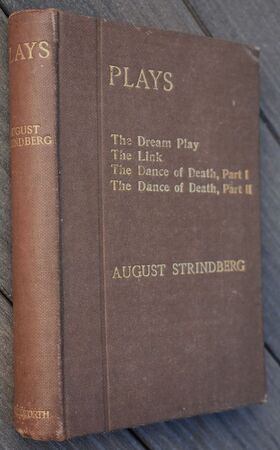 PLAYS
AUGUST
STRINDBERG
PLAYS
The Dream Play
The Link
The Dance of Death, Part I
The Dance of Death, Part II
AUGUST STRINDBERG